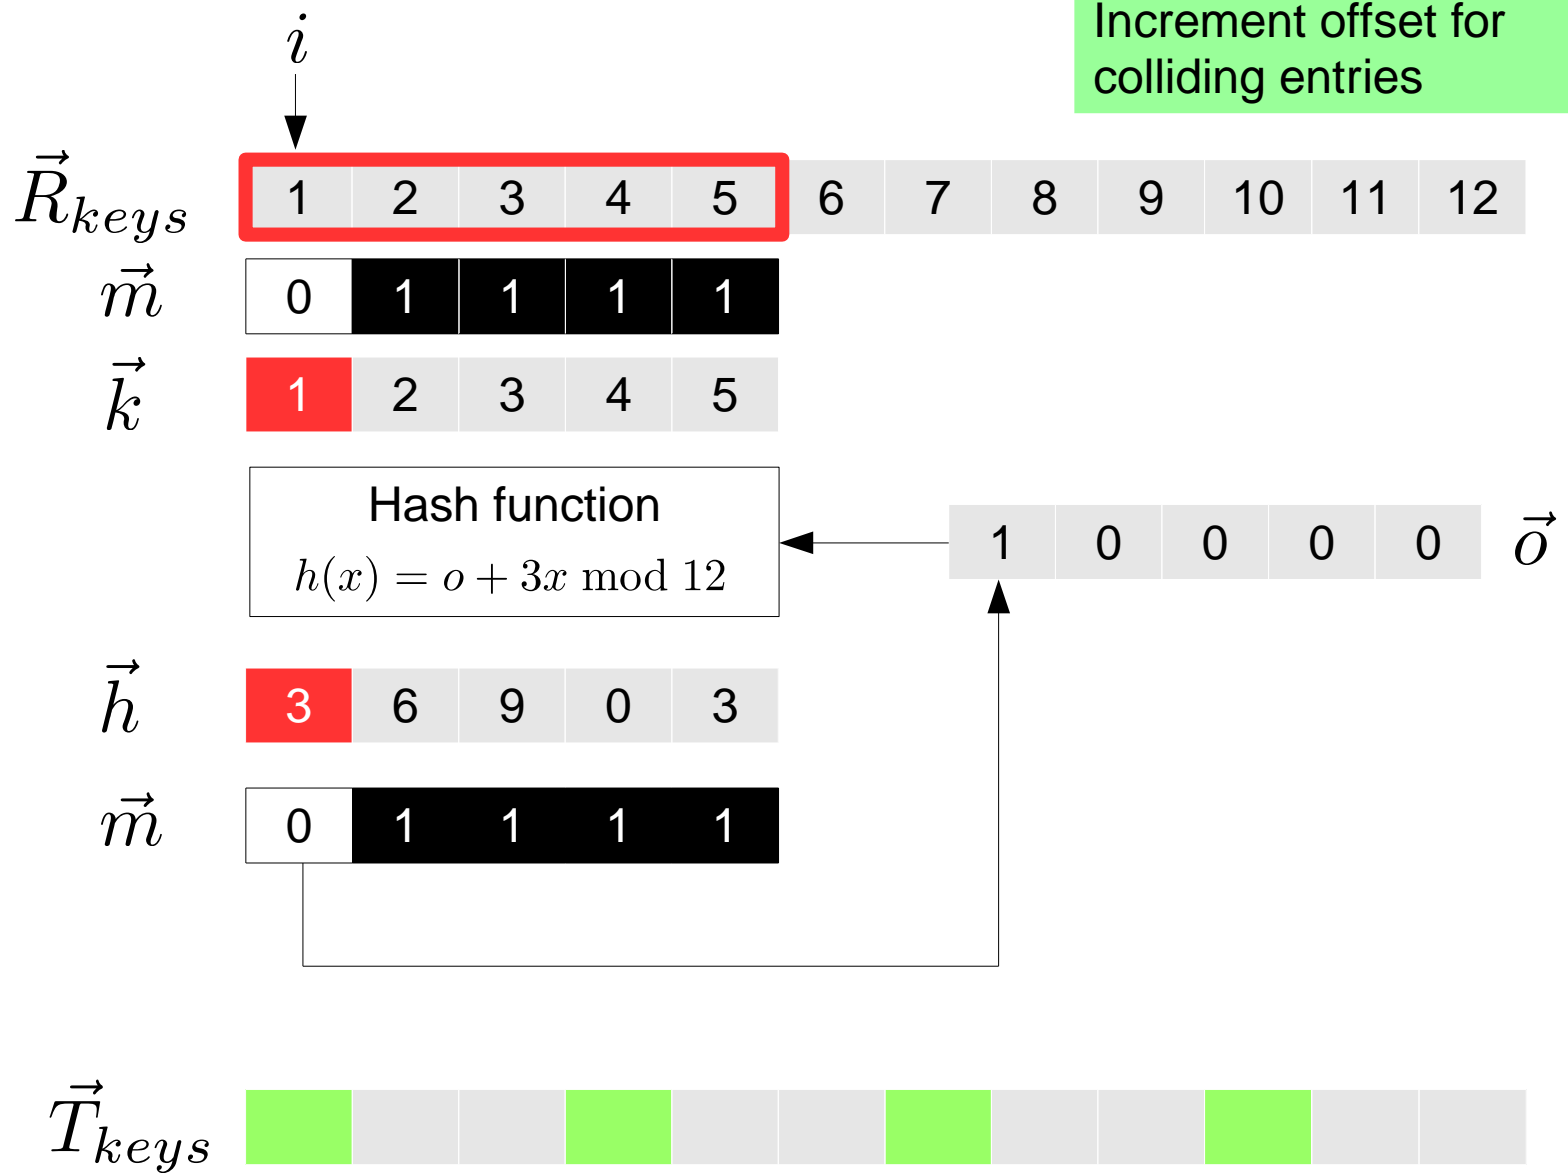 Increment offset for
colliding entries
i
R⃗keys 1 2 3 4 5 6 7 8 9 10 11 12
m⃗ 0 1 1 1 1
k⃗ 1 2 3 4 5
Hash function
h(x) = o + 3x mod 12
1 0 0 0 0 o⃗
h⃗ 3 6 9 0 3
m⃗ 0 1 1 1 1
T⃗keys